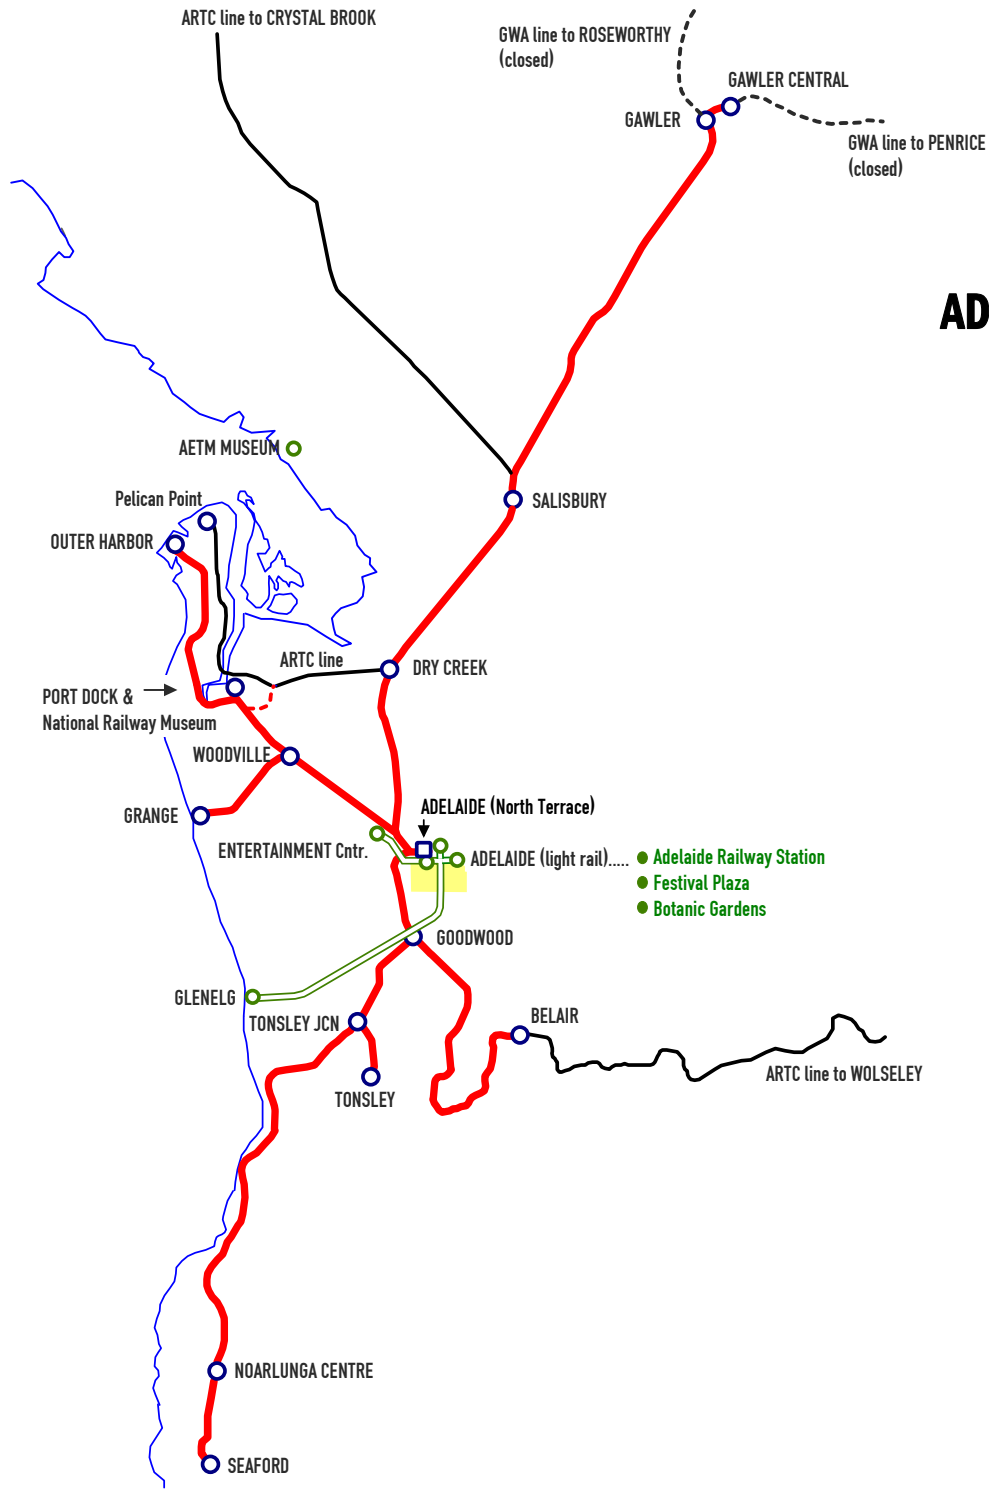 ARTC line to CRYSTAL BROOK
GWA line to ROSEWORTHY
(closed)
GAWLER CENTRAL
GAWLER
GWA line to PENRICE
(closed)
AD
AETM MUSEUM
Pelican Point
SALISBURY
OUTER HARBOR
ARTC line
DRY CREEK
PORT DOCK &
National Railway Museum
WOODVILLE
ADELAIDE (North Terrace)
GRANGE
ENTERTAINMENT Cntr.
ADELAIDE (light rail).....
Adelaide Railway Station
Festival Plaza
Botanic Gardens
GOODWOOD
GLENELG
BELAIR
TONSLEY JCN
ARTC line to WOLSELEY
TONSLEY
NOARLUNGA CENTRE
SEAFORD